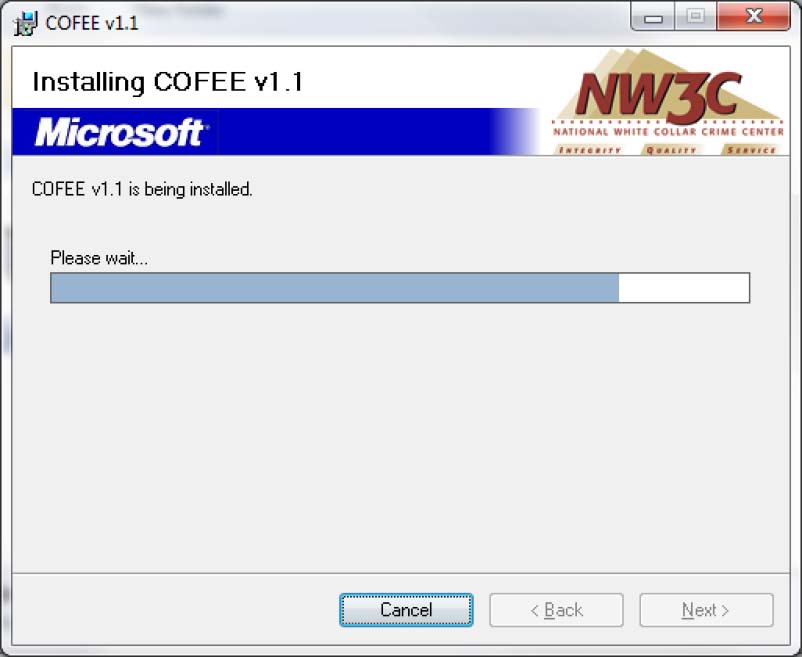 COFEE v1.1
Installing COFEE v1.1
Microsoft®
NW3C
NATIONAL WHITE COLLAR CRIME CENTER
INTEGRITY QUALITY SERVICE
COFEE v1.1 is being installed.
Please wait...
Cancel
< Back
Next >